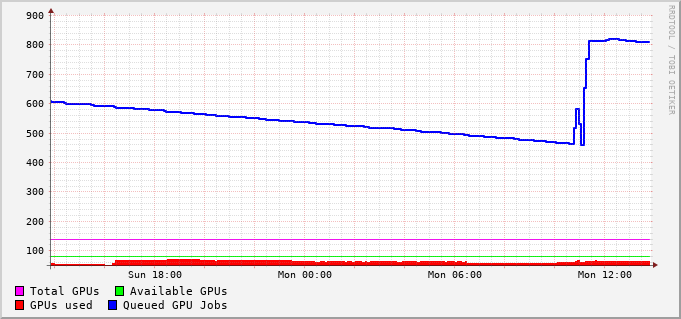 900
800
700
600
500
400
300
200
100
Sun 18:00 Mon 00:00 Mon 06:00 Mon 12:00
Total GPUs Available GPUs
GPUs used Queued GPU Jobs
RRDTOOL / TOBI OETIKER